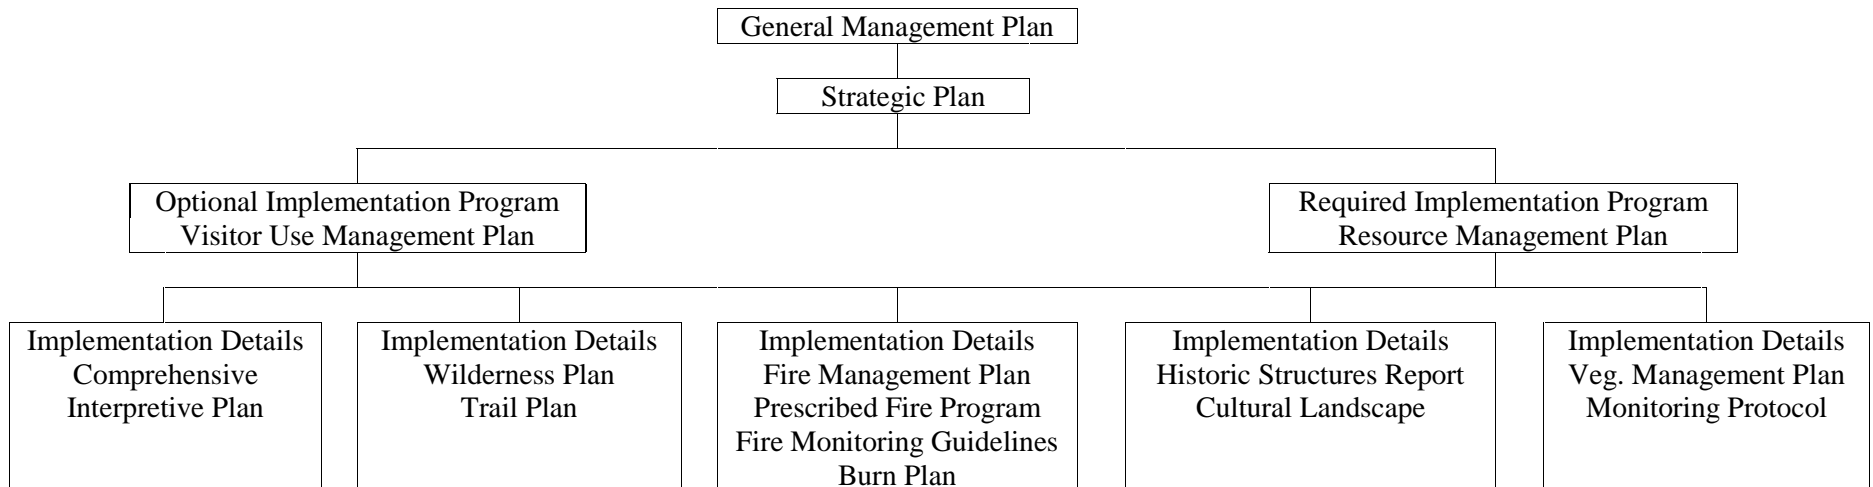 General Management Plan
Strategic Plan
Optional Implementation Program
Visitor Use Management Plan
Required Implementation Program
Resource Management Plan
Implementation Details
Comprehensive
Interpretive Plan
Implementation Details
Wilderness Plan
Trail Plan
Implementation Details
Fire Management Plan
Prescribed Fire Program
Fire Monitoring Guidelines
Burn Plan
Implementation Details
Historic Structures Report
Cultural Landscape
Implementation Details
Veg. Management Plan
Monitoring Protocol